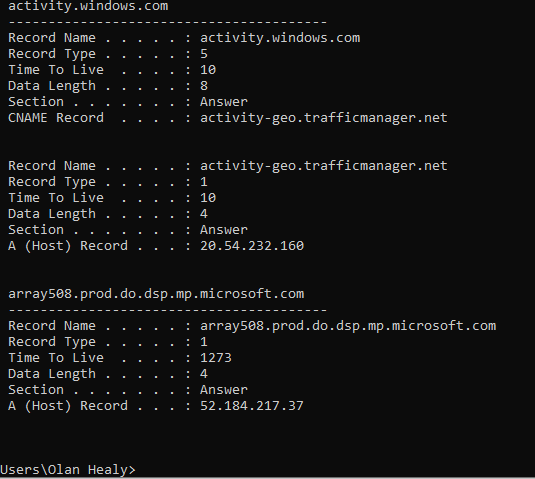 activity.windows.com
----------------------------------------
Record Name . . . . . : activity.windows.com
Record Type . . . . . : 5
Time To Live  . . . . : 10
Data Length . . . . . : 8
Section . . . . . . . : Answer
CNAME Record  . . . . : activity-geo.trafficmanager.net
Record Name . . . . . : activity-geo.trafficmanager.net
Record Type . . . . . : 1
Time To Live  . . . . : 10
Data Length . . . . . : 4
Section . . . . . . . : Answer
A (Host) Record . . . : 20.54.232.160
array508.prod.do.dsp.mp.microsoft.com
----------------------------------------
Record Name . . . . . : array508.prod.do.dsp.mp.microsoft.com
Record Type . . . . . : 1
Time To Live  . . . . : 1273
Data Length . . . . . : 4
Section . . . . . . . : Answer
A (Host) Record . . . : 52.184.217.37
Users\Olan Healy>